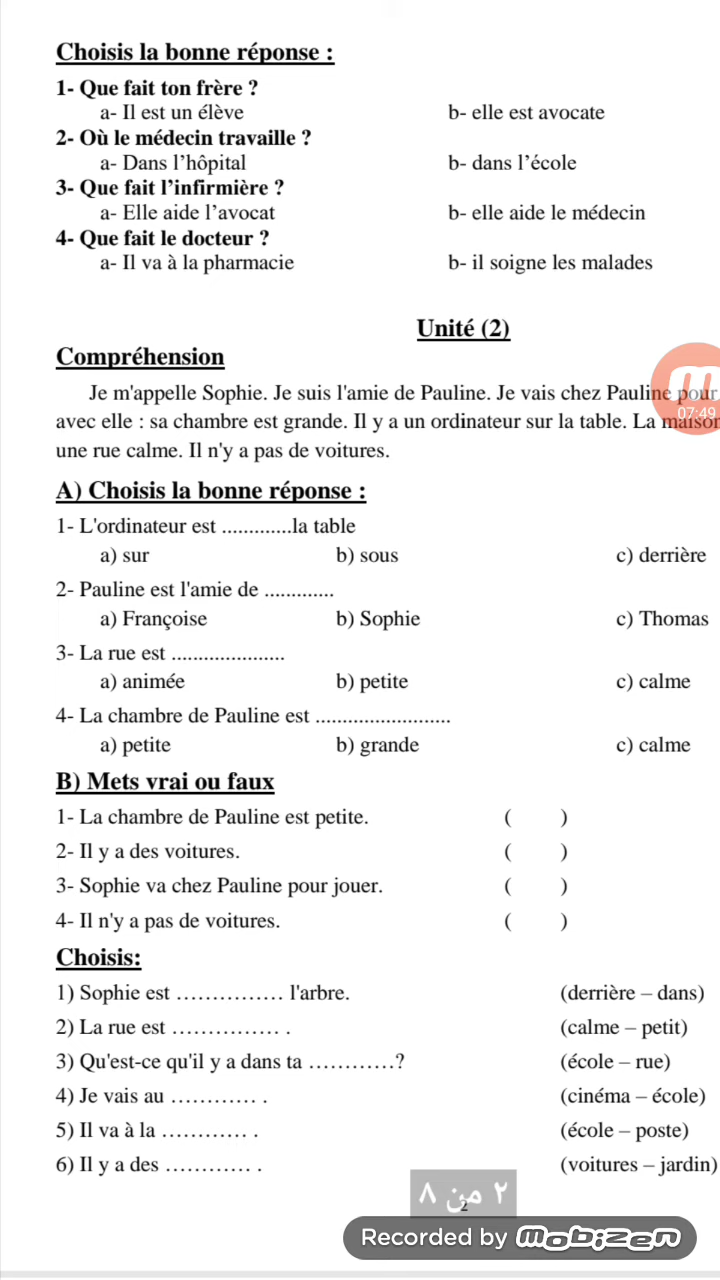 Choisis la bonne réponse :
1- Que fait ton frère ?
a- Il est un élève b- elle est avocate
2- Où le médecin travaille ?
a- Dans l'hôpital b- dans l'école
3- Que fait l'infirmière ?
a- Elle aide l'avocat b- elle aide le médecin
4- Que fait le docteur ?
a- Il va à la pharmacie b- il soigne les malades
Unité (2)
Compréhension
Je m'appelle Sophie. Je suis l'amie de Pauline. Je vais chez Pauline pour
avec elle : sa chambre est grande. Il y a un ordinateur sur la table. La maison
une rue calme. Il n'y a pas de voitures.
07:49
A) Choisis la bonne réponse :
1- L'ordinateur est .............la table
a) sur b) sous c) derrière
2- Pauline est l'amie de .............
a) Françoise b) Sophie c) Thomas
3- La rue est .....................
a) animée b) petite c) calme
4- La chambre de Pauline est .........................
a) petite b) grande c) calme
B) Mets vrai ou faux
1- La chambre de Pauline est petite. ( )
2- Il y a des voitures. ( )
3- Sophie va chez Pauline pour jouer. ( )
4- Il n'y a pas de voitures. ( )
Choisis:
1) Sophie est ............... l'arbre. (derrière – dans)
2) La rue est ............... . (calme – petit)
3) Qu'est-ce qu'il y a dans ta ............? (école – rue)
4) Je vais au ............ . (cinéma – école)
5) Il va à la ............ . (école – poste)
6) Il y a des ............ . (voitures – jardin)
٢ من ٨
2
Recorded by mobizen